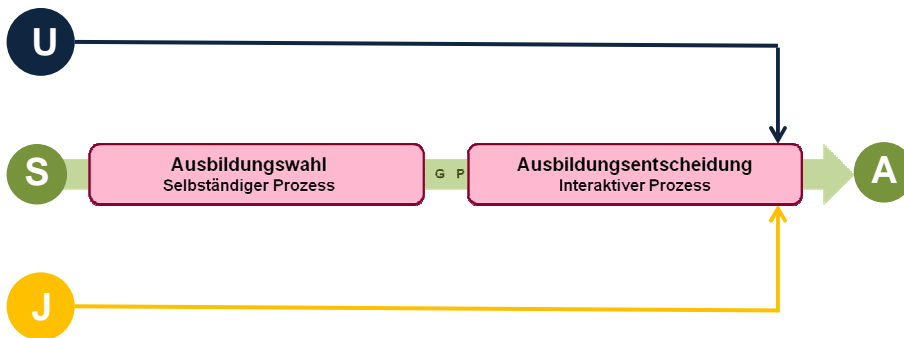 U
S
Ausbildungswahl
Selbständiger Prozess
G P
Ausbildungsentscheidung
Interaktiver Prozess
A
J